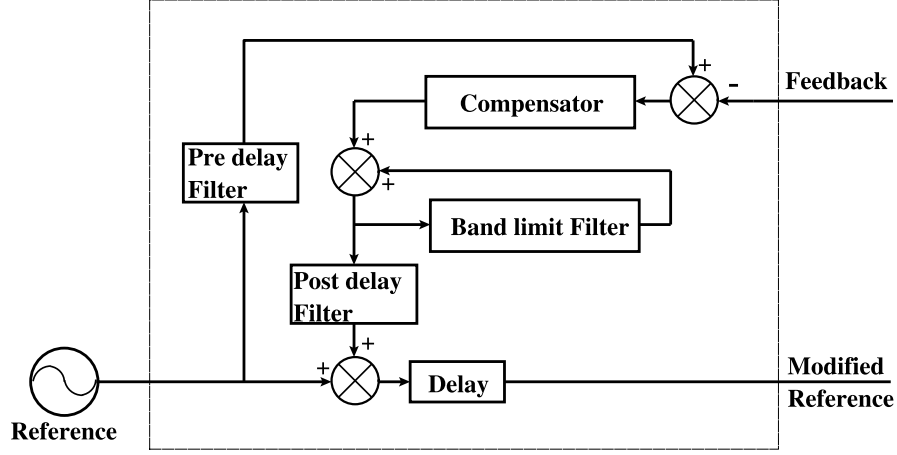 +
-
Feedback
Compensator
+
Pre delay
Filter
+
Band limit Filter
Post delay
Filter
+
+
Delay
Modified
Reference
Reference